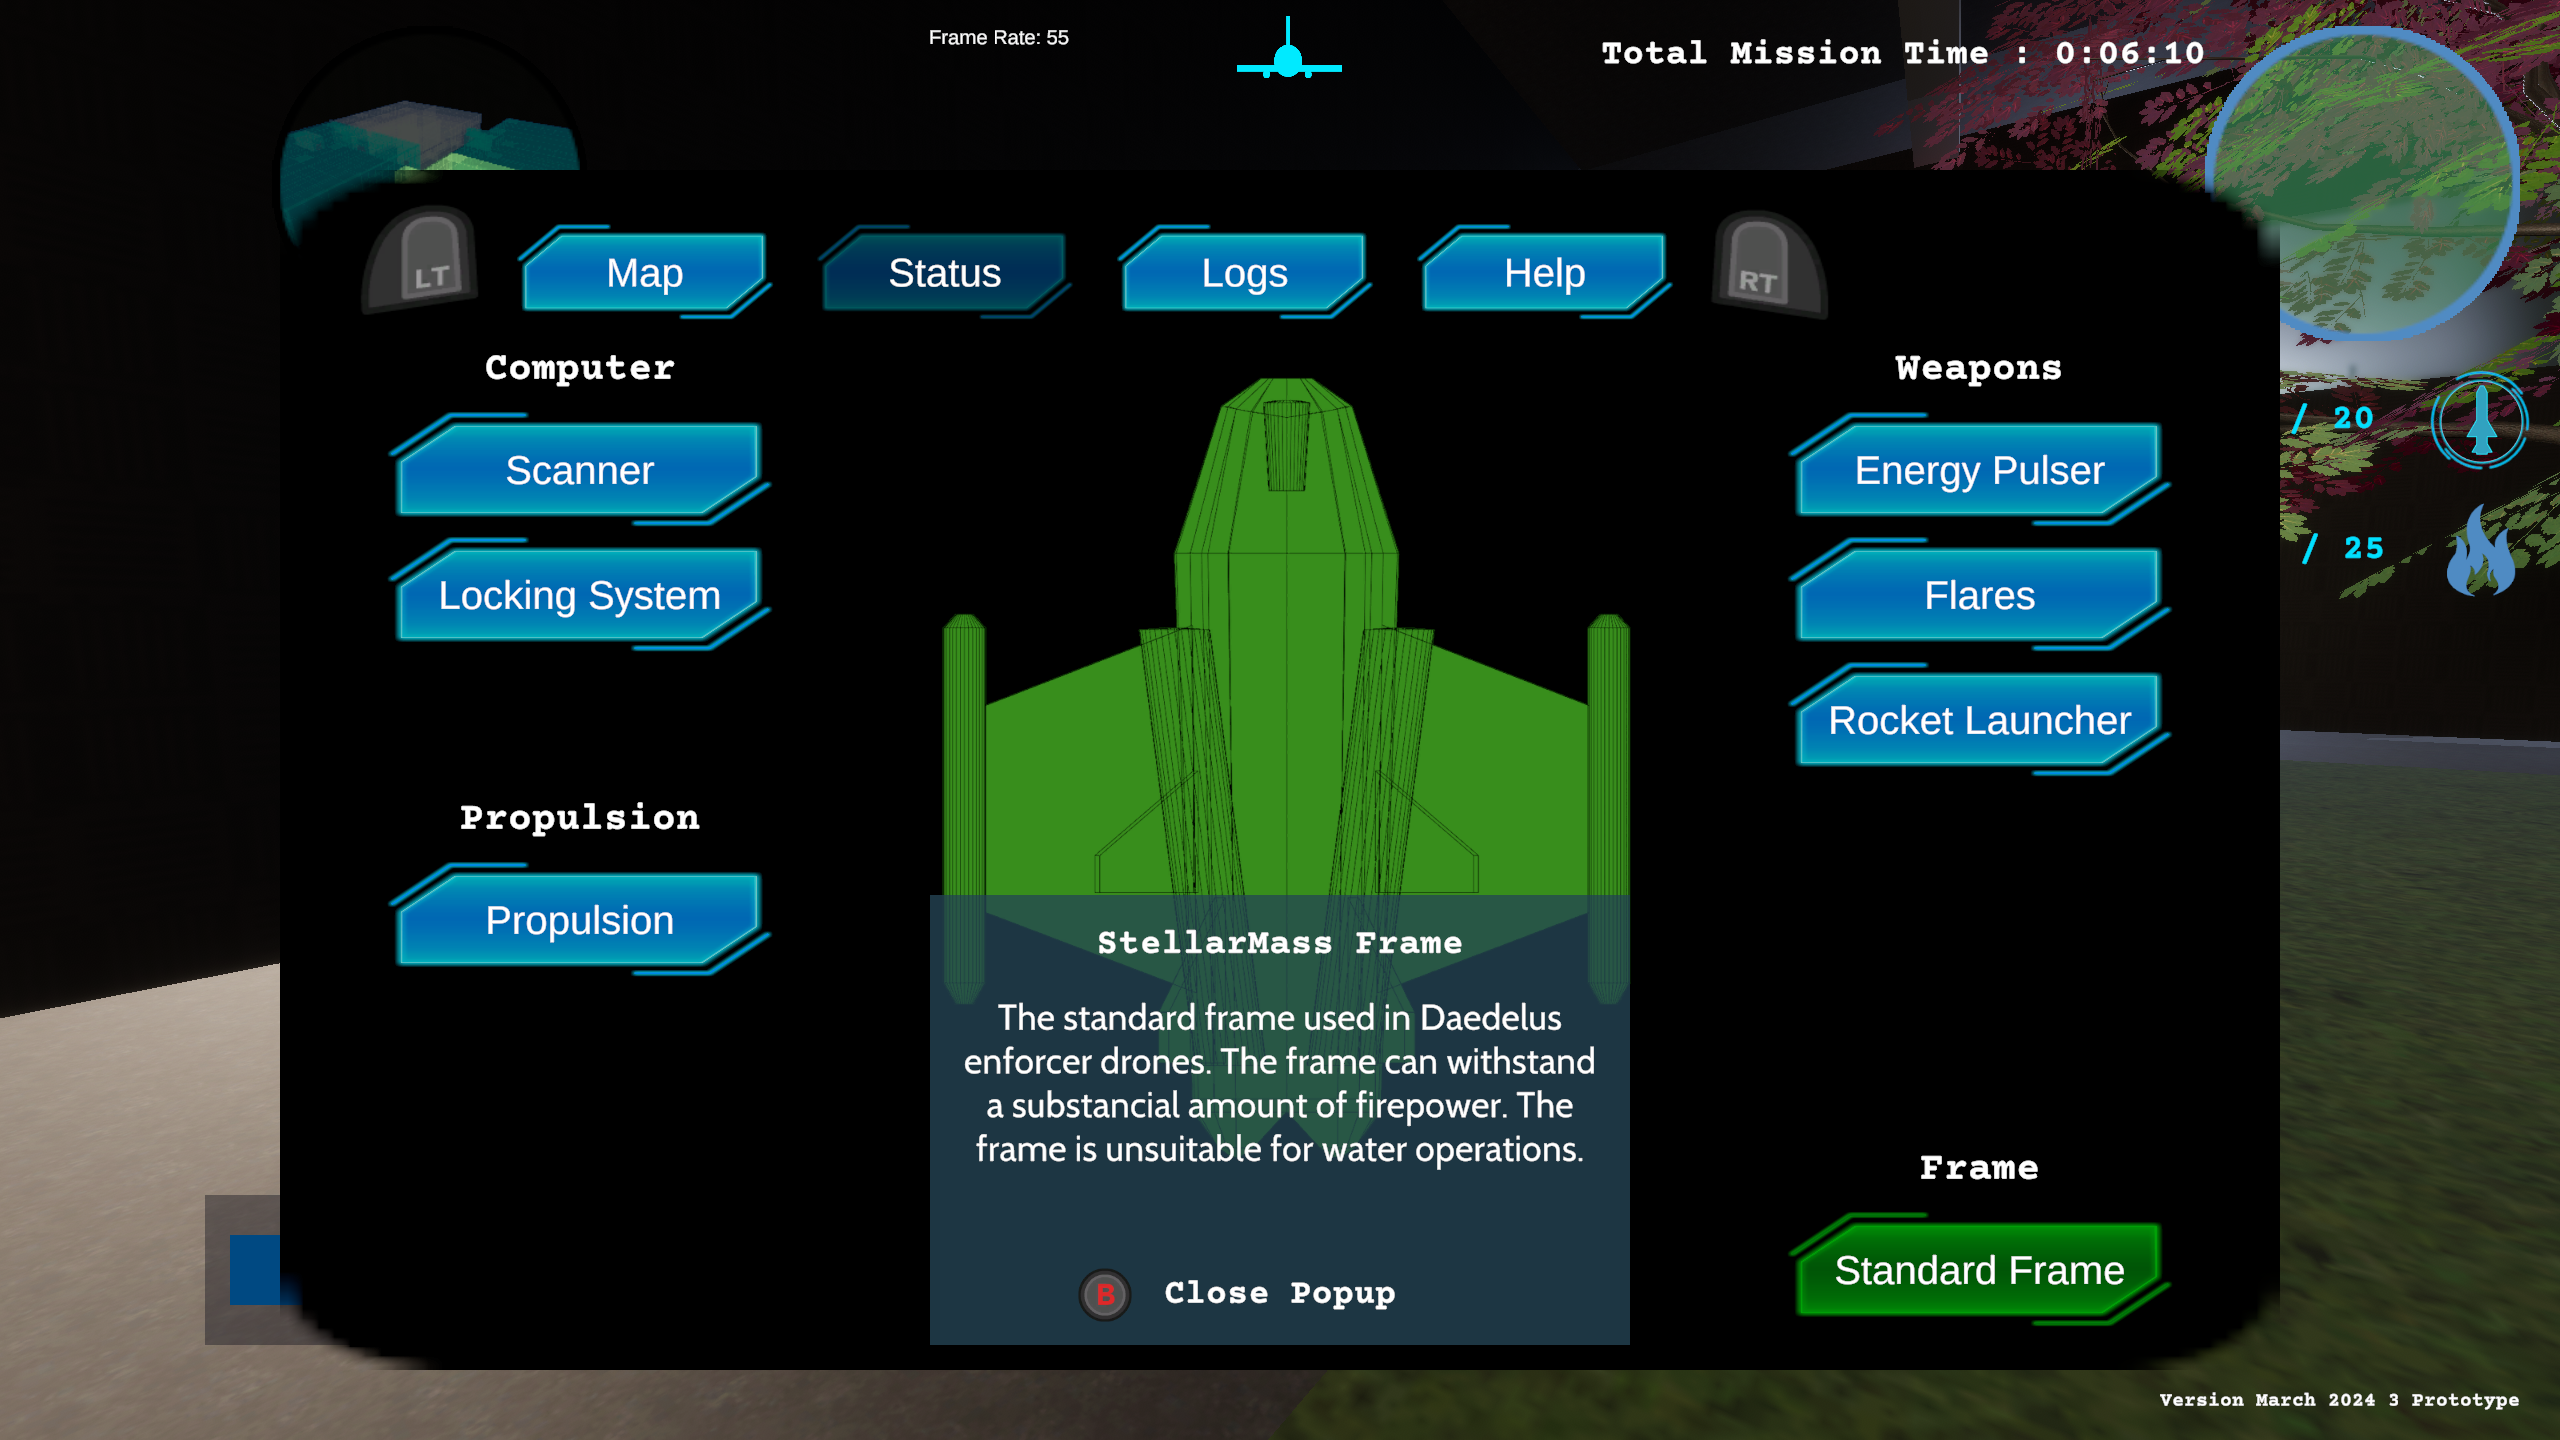 Frame Rate: 55
Total Mission Time : 0:06:10
LT
Map
Status
Logs
Help
RT
Computer
Weapons
Scanner
Energy Pulser
/ 20
Locking System
Flares
/ 25
Rocket Launcher
Propulsion
Propulsion
StellarMass Frame
The standard frame used in Daedelus
enforcer drones. The frame can withstand
a substancial amount of firepower. The
frame is unsuitable for water operations.
Frame
Standard Frame
B Close Popup
Version March 2024 3 Prototype